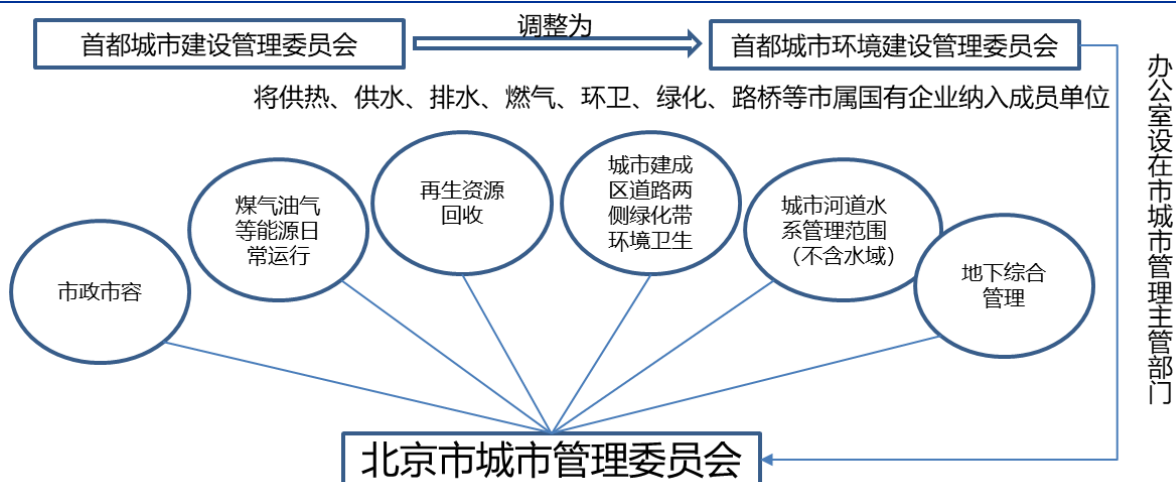 调整为
首都城市建设管理委员会
首都城市环境建设管理委员会
将供热、供水、排水、燃气、环卫、绿化、路桥等市属国有企业纳入成员单位
办公室设在市城市管理主管部门
市政市容
煤气油气
等能源日
常运行
再生资源
回收
城市建成
区道路两
侧绿化带
环境卫生
城市河道水
系管理范围
（不含水域）
地下综合
管理
北京市城市管理委员会